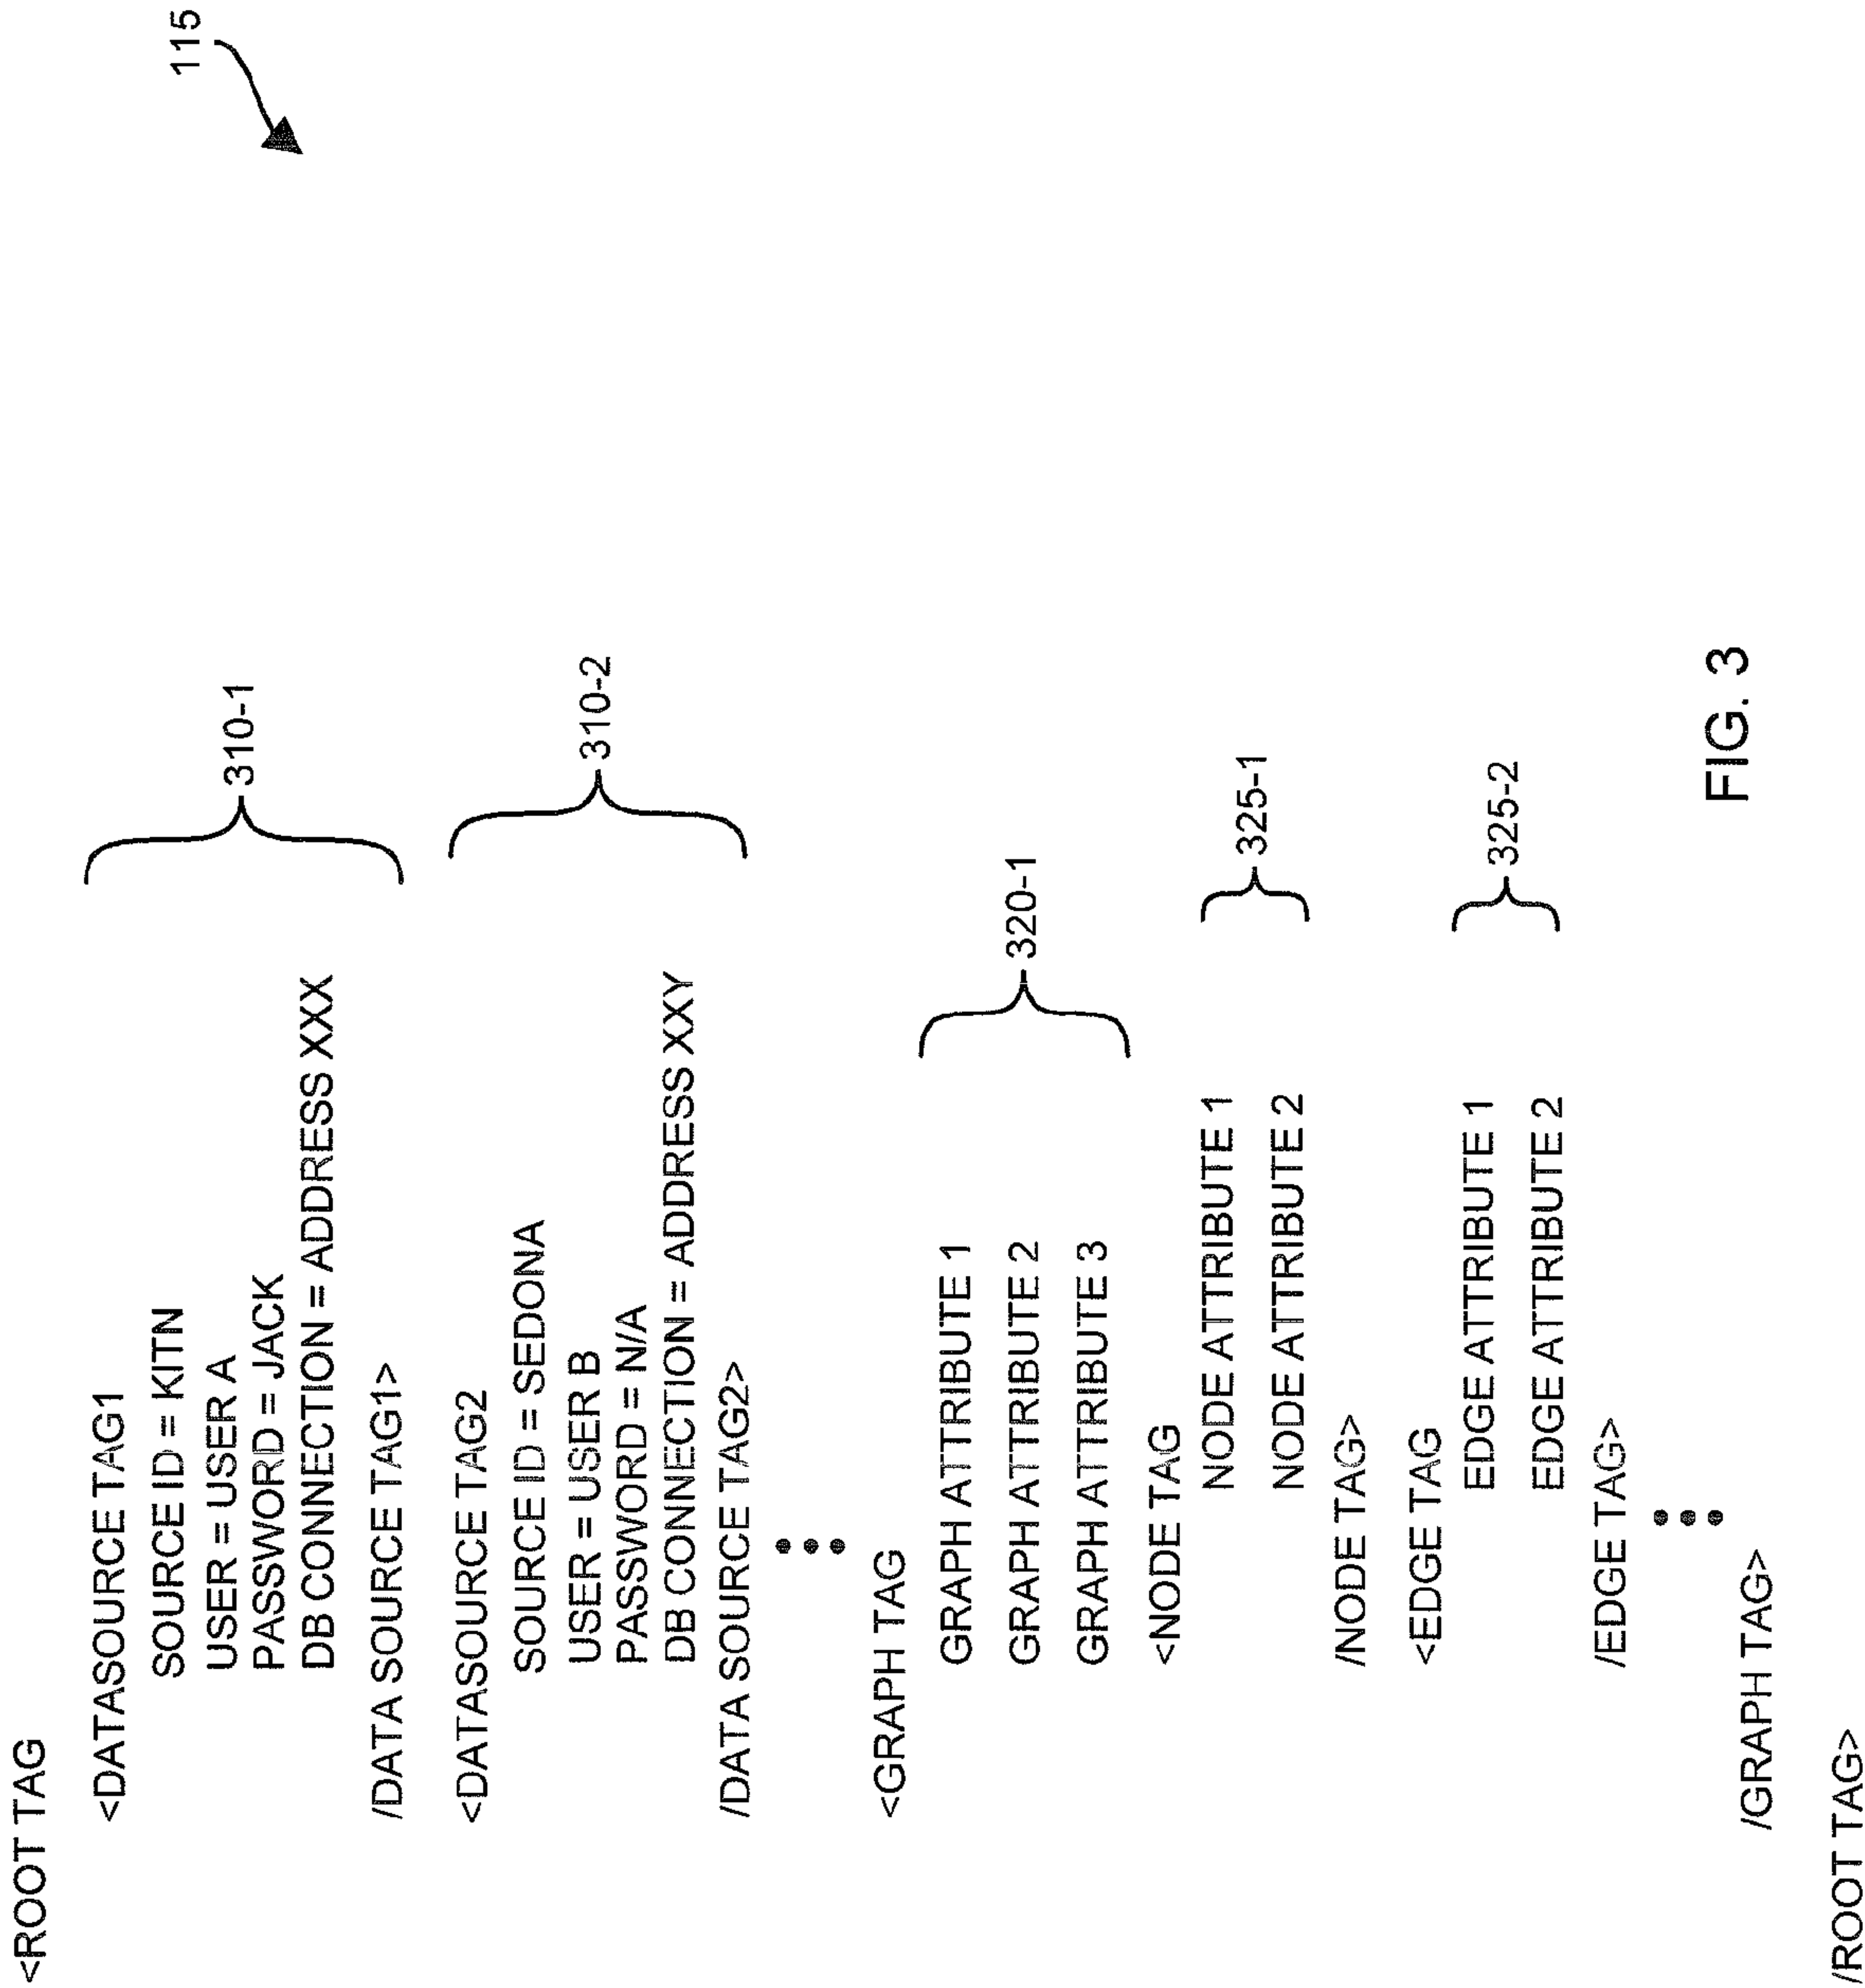 115
<ROOT TAG
<DATASOURCE TAG1
SOURCE ID = KITN
USER = USER A
PASSWORD = JACK
DB CONNECTION = ADDRESS XXX
/DATA SOURCE TAG1>
310-1
<DATASOURCE TAG2
SOURCE ID = SEDONA
USER = USER B
PASSWORD = N/A
DB CONNECTION = ADDRESS XXY
/DATA SOURCE TAG2>
310-2
<GRAPH TAG
GRAPH ATTRIBUTE 1
GRAPH ATTRIBUTE 2
GRAPH ATTRIBUTE 3
320-1
<NODE TAG
NODE ATTRIBUTE 1
NODE ATTRIBUTE 2
325-1
/NODE TAG>
<EDGE TAG
EDGE ATTRIBUTE 1
EDGE ATTRIBUTE 2
325-2
/EDGE TAG>
/GRAPH TAG>
/ROOT TAG>
FIG. 3